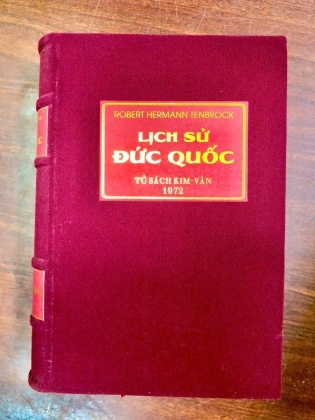 ROBERT HERMANN TENBROCK
LỊCH SỬ
ĐỨC QUỐC
TỦ SÁCH KIM-VĂN
1972